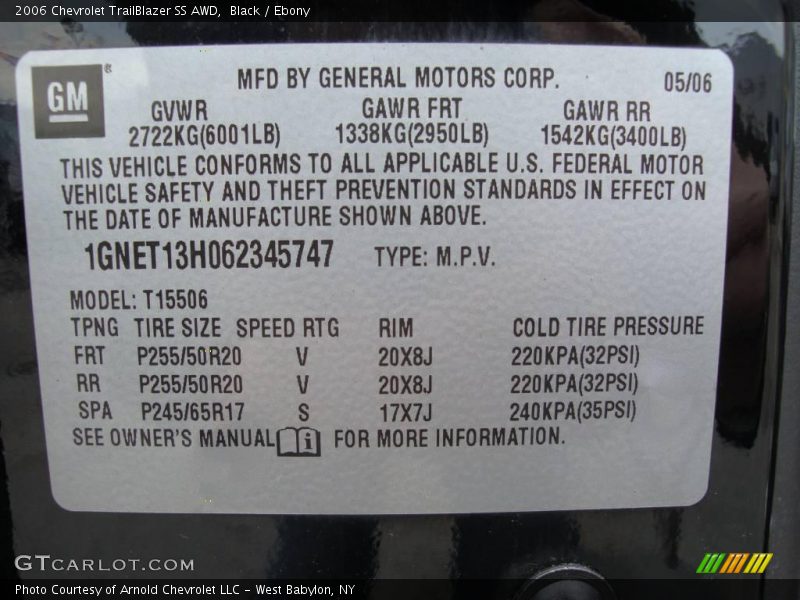 2006 Chevrolet TrailBlazer SS AWD,  Black / Ebony
GM
MFD BY GENERAL MOTORS CORP.
05/06
GVWR GAWR FRT GAWR RR
2722KG(6001LB) 1338KG(2950LB) 1542KG(3400LB)
THIS VEHICLE CONFORMS TO ALL APPLICABLE U.S. FEDERAL MOTOR
VEHICLE SAFETY AND THEFT PREVENTION STANDARDS IN EFFECT ON
THE DATE OF MANUFACTURE SHOWN ABOVE.
1GNET13H062345747 TYPE: M.P.V.
MODEL: T15506
TPNG TIRE SIZE SPEED RTG RIM COLD TIRE PRESSURE
FRT P255/50R20 V 20X8J 220KPA(32PSI)
RR P255/50R20 V 20X8J 220KPA(32PSI)
SPA P245/65R17 S 17X7J 240KPA(35PSI)
SEE OWNER'S MANUAL i FOR MORE INFORMATION.
GTCARLOT.COM
Photo Courtesy of Arnold Chevrolet LLC - West Babylon, NY